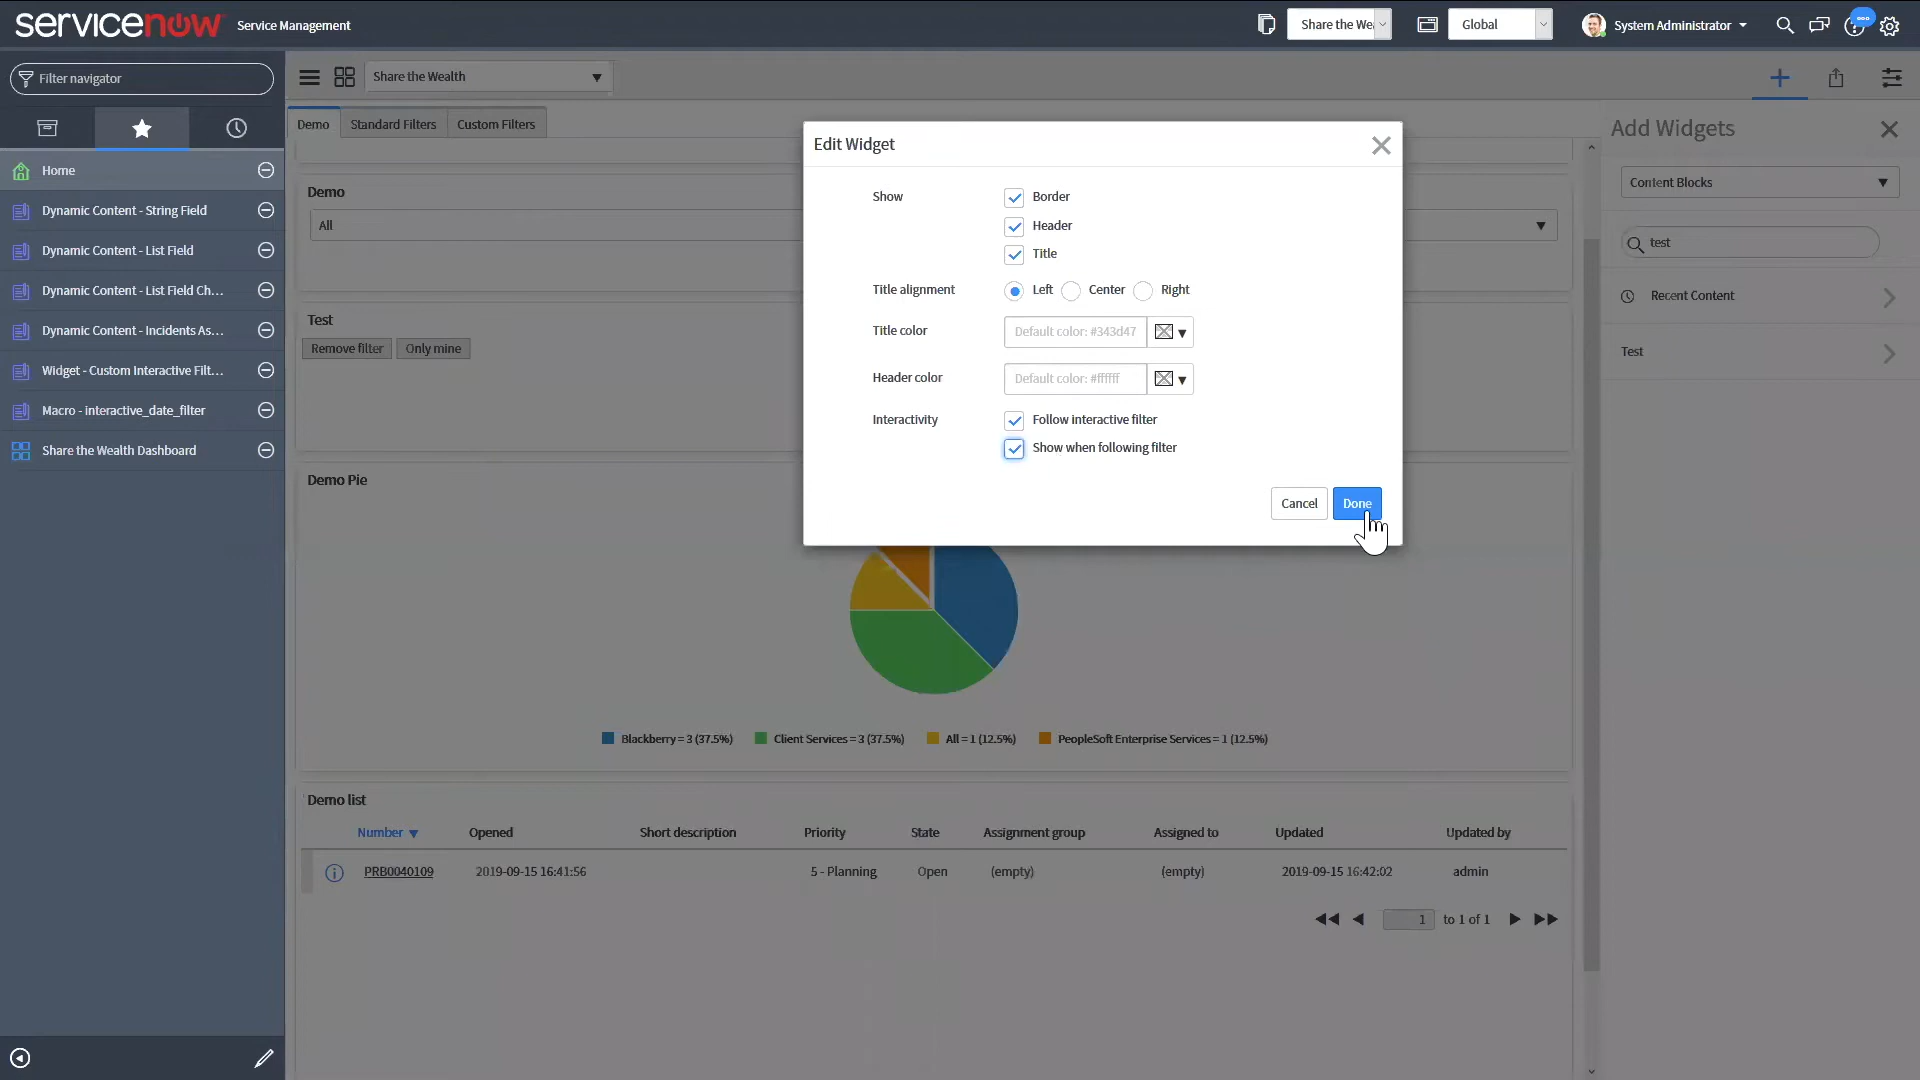 servicenow Service Management
Share the We
Global
System Administrator
Filter navigator
Home
Dynamic Content - String Field
Dynamic Content - List Field
Dynamic Content - List Field Ch...
Dynamic Content - Incidents As...
Widget - Custom Interactive Filt...
Macro - interactive_date_filter
Share the Wealth Dashboard
Share the Wealth
Demo
Standard Filters
Custom Filters
Demo
All
Test
Remove filter
Only mine
Demo Pie
Blackberry = 3 (37.5%)
Client Services = 3 (37.5%)
All = 1 (12.5%)
PeopleSoft Enterprise Services = 1 (12.5%)
Demo list
Number Opened Short description Priority State Assignment group Assigned to Updated Updated by
PRB0040109 2019-09-15 16:41:56 5 - Planning Open (empty) (empty) 2019-09-15 16:42:02 admin
1 to 1 of 1
Edit Widget
Show
Border
Header
Title
Title alignment
Left
Center
Right
Title color
Default color: #343d47
Header color
Default color: #ffffff
Interactivity
Follow interactive filter
Show when following filter
Cancel
Done
Add Widgets
Content Blocks
test
Recent Content
Test